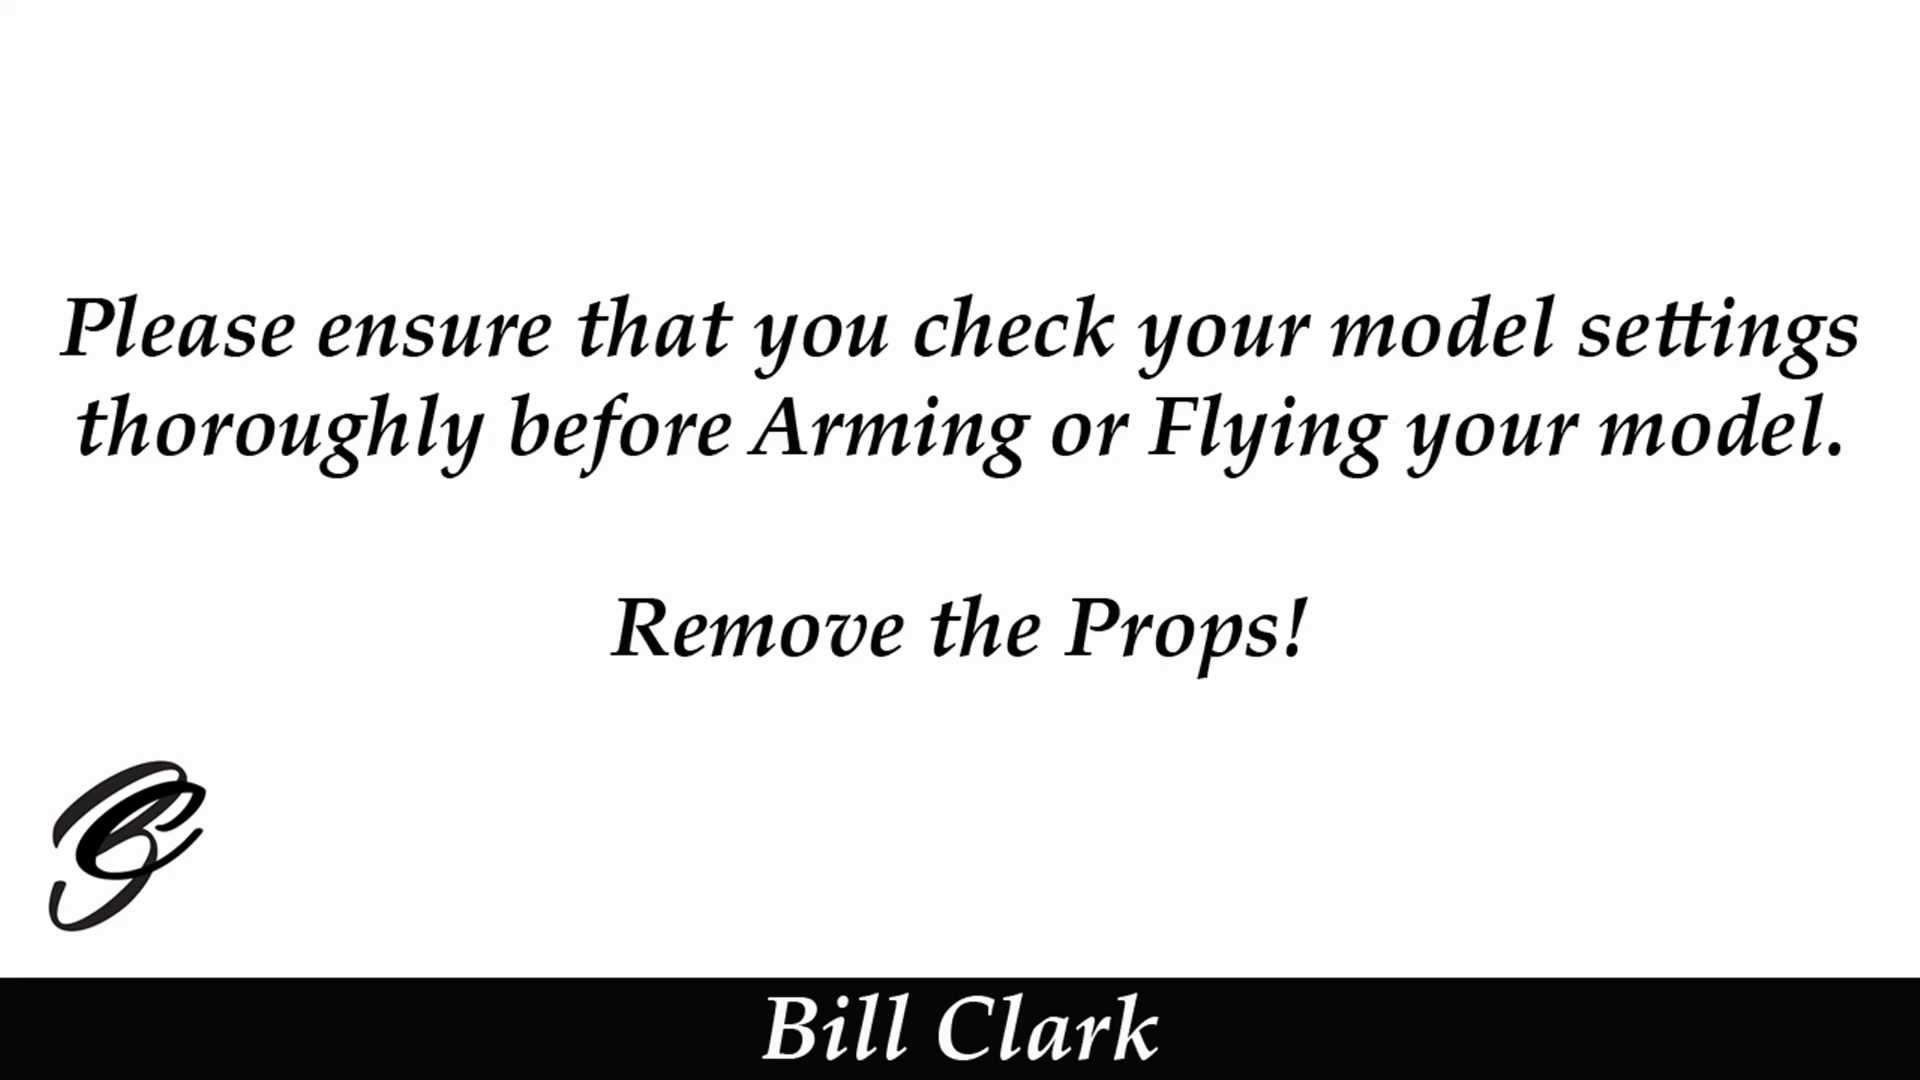 Please ensure that you check your model settings
thoroughly before Arming or Flying your model.
Remove the Props!
BC
Bill Clark